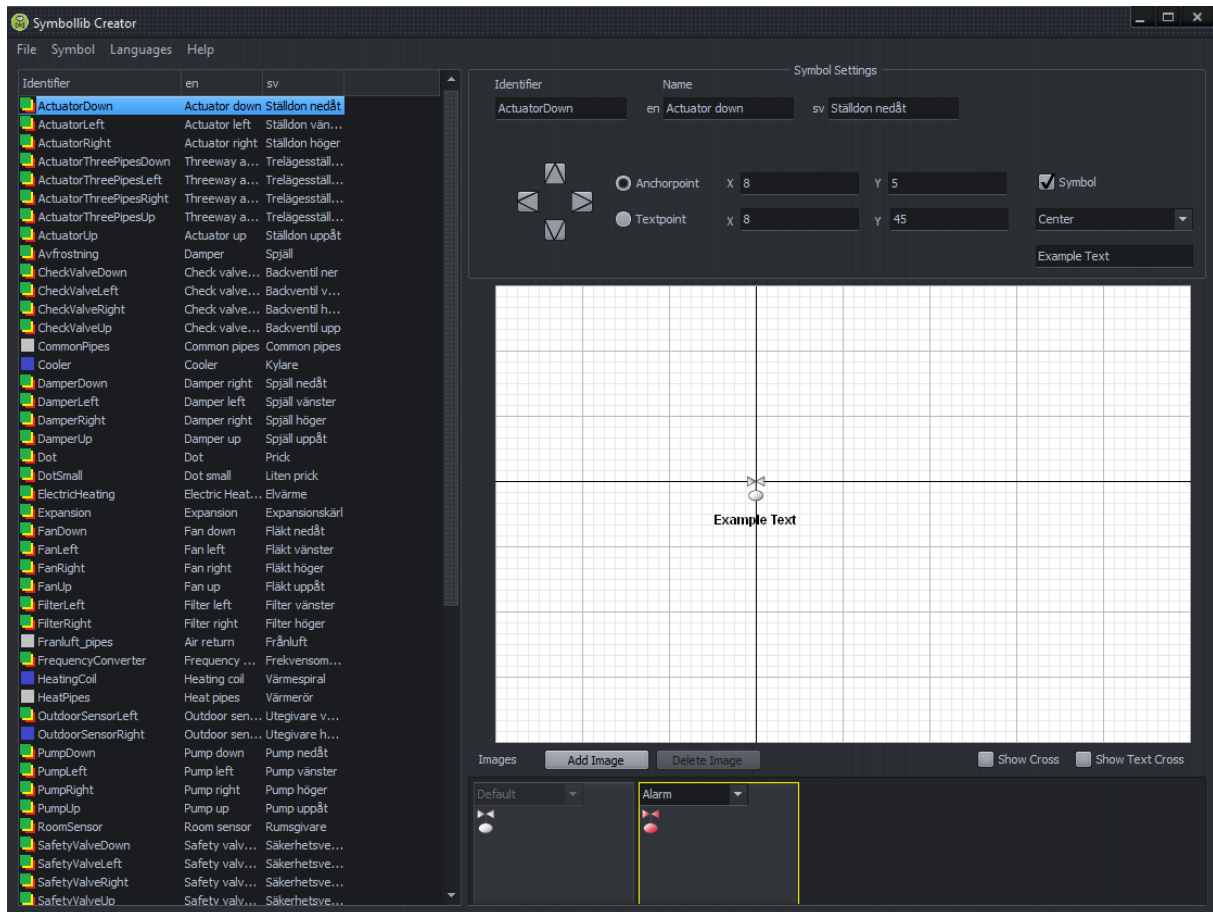 Symbollib Creator
File Symbol Languages Help
Identifier en sv
ActuatorDown Actuator down Ställdon nedåt
ActuatorLeft Actuator left Ställdon vän...
ActuatorRight Actuator right Ställdon höger
ActuatorThreePipesDown Threeway a... Trelägesställ...
ActuatorThreePipesLeft Threeway a... Trelägesställ...
ActuatorThreePipesRight Threeway a... Trelägesställ...
ActuatorThreePipesUp Threeway a... Trelägesställ...
ActuatorUp Actuator up Ställdon uppåt
Avfrostning Damper Spjäll
CheckValveDown Check valve... Backventil ner
CheckValveLeft Check valve... Backventil v...
CheckValveRight Check valve... Backventil h...
CheckValveUp Check valve... Backventil upp
CommonPipes Common pipes Common pipes
Cooler Cooler Kylare
DamperDown Damper right Spjäll nedåt
DamperLeft Damper left Spjäll vänster
DamperRight Damper right Spjäll höger
DamperUp Damper up Spjäll uppåt
Dot Dot Prick
DotSmall Dot small Liten prick
ElectricHeating Electric Heat... Elvärme
Expansion Expansion Expansionskärl
FanDown Fan down Fläkt nedåt
FanLeft Fan left Fläkt vänster
FanRight Fan right Fläkt höger
FanUp Fan up Fläkt uppåt
FilterLeft Filter left Filter vänster
FilterRight Filter right Filter höger
Franluft_pipes Air return Frånluft
FrequencyConverter Frequency ... Frekvensom...
HeatingCoil Heating coil Värmespiral
HeatPipes Heat pipes Värmerör
OutdoorSensorLeft Outdoor sen... Utegivare v...
OutdoorSensorRight Outdoor sen... Utegivare h...
PumpDown Pump down Pump nedåt
PumpLeft Pump left Pump vänster
PumpRight Pump right Pump höger
PumpUp Pump up Pump uppåt
RoomSensor Room sensor Rumsgivare
SafetyValveDown Safety valv... Säkerhetsve...
SafetyValveLeft Safety valv... Säkerhetsve...
SafetyValveRight Safety valv... Säkerhetsve...
SafetyValveUp Safety valv... Säkerhetsve...
Symbol Settings
Identifier Name
ActuatorDown en Actuator down sv Ställdon nedåt
Anchorpoint X 8 Y 5 Symbol
Textpoint X 8 Y 45 Center
Example Text
Example Text
Images Add Image Delete Image Show Cross Show Text Cross
Default Alarm